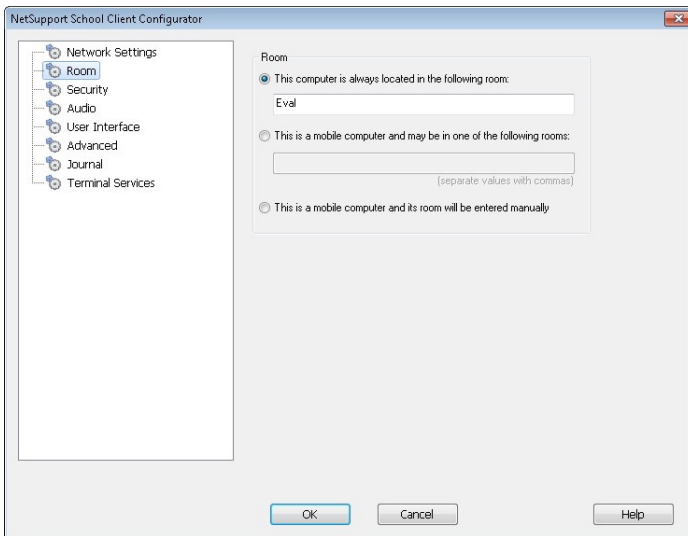 NetSupport School Client Configurator
Network Settings
Room
Security
Audio
User Interface
Advanced
Journal
Terminal Services
Room
This computer is always located in the following room:
Eval
This is a mobile computer and may be in one of the following rooms:
(separate values with commas)
This is a mobile computer and its room will be entered manually
OK
Cancel
Help